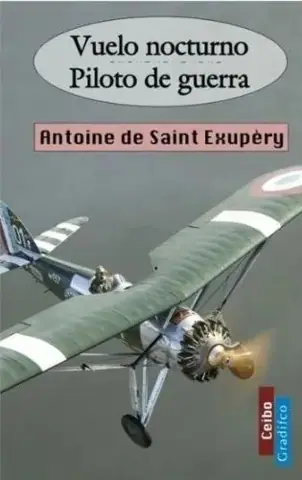 Vuelo nocturno
Piloto de guerra
Antoine de Saint Exupèry
Ceibo
Gradifco